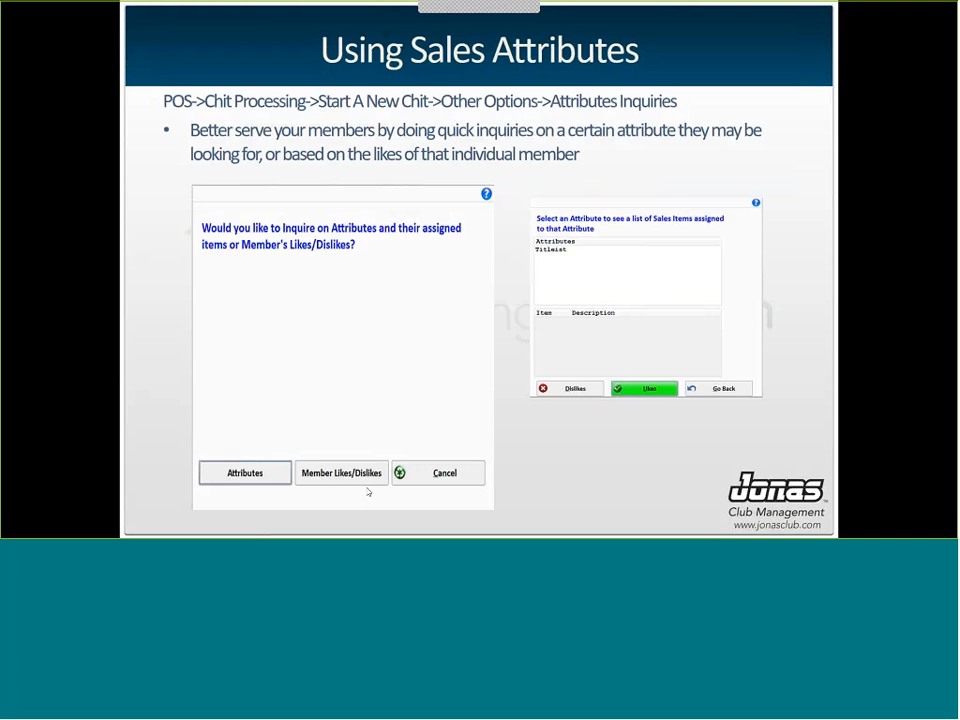 Using Sales Attributes
POS->Chit Processing->Start A New Chit->Other Options->Attributes Inquiries
• Better serve your members by doing quick inquiries on a certain attribute they may be
looking for, or based on the likes of that individual member
?
Would you like to Inquire on Attributes and their assigned
items or Member's Likes/Dislikes?
Attributes
Member Likes/Dislikes
Cancel
?
Select an Attribute to see a list of Sales Items assigned
to that Attribute
Attributes
Titleist
Item Description
Dislikes
Likes
Go Back
Jonas
Club Management
www.jonasclub.com